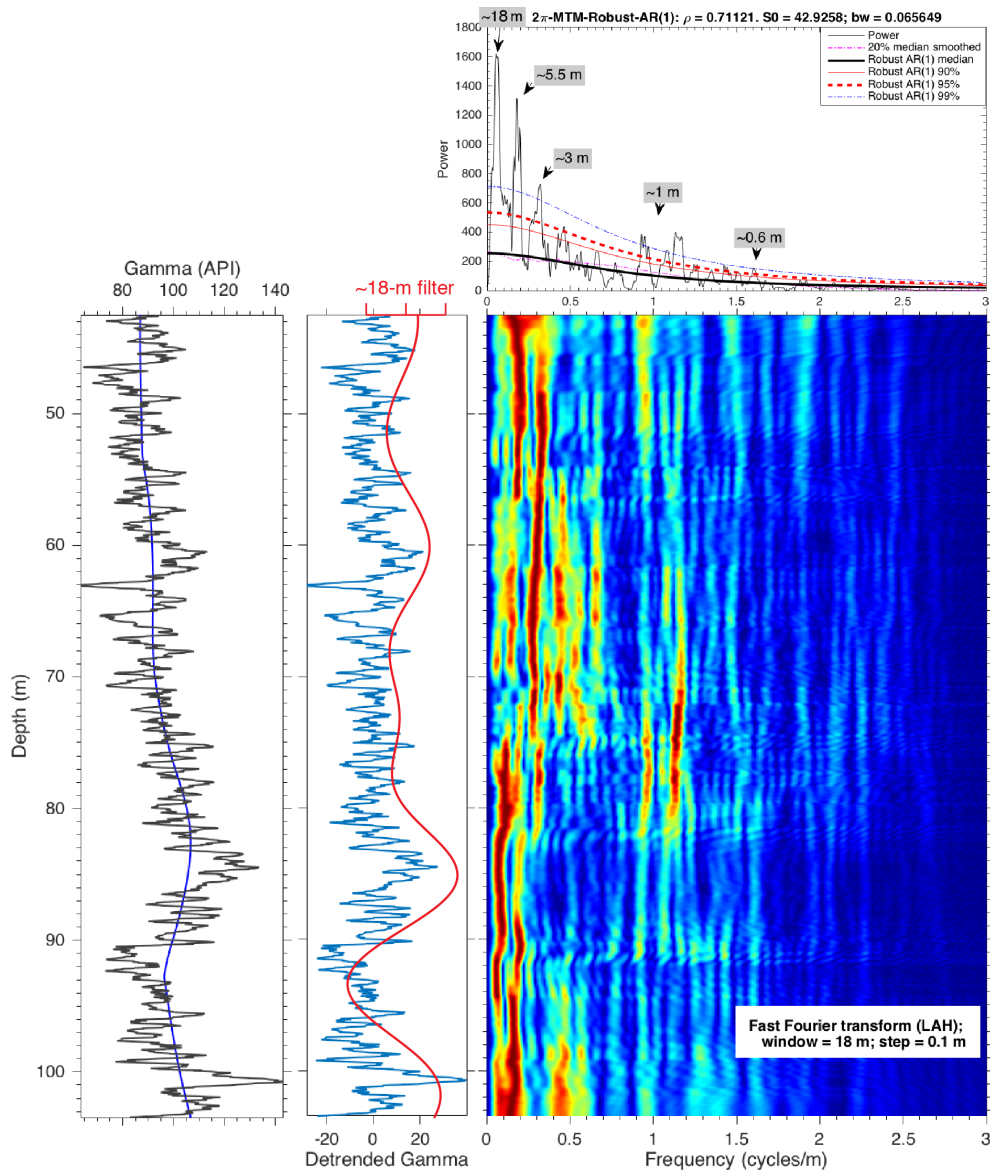 ~18 m
2π-MTM-Robust-AR(1): ρ = 0.71121. S0 = 42.9258; bw = 0.065649
1800
1600
1400
1200
1000
800
600
400
200
0
Power
~5.5 m
~3 m
~1 m
~0.6 m
Power
20% median smoothed
Robust AR(1) median
Robust AR(1) 90%
Robust AR(1) 95%
Robust AR(1) 99%
0 0.5 1 1.5 2 2.5 3
Gamma (API)
80 100 120 140
~18-m filter
Depth (m)
50
60
70
80
90
100
Fast Fourier transform (LAH);
window = 18 m; step = 0.1 m
-20 0 20
Detrended Gamma
0 0.5 1 1.5 2 2.5 3
Frequency (cycles/m)